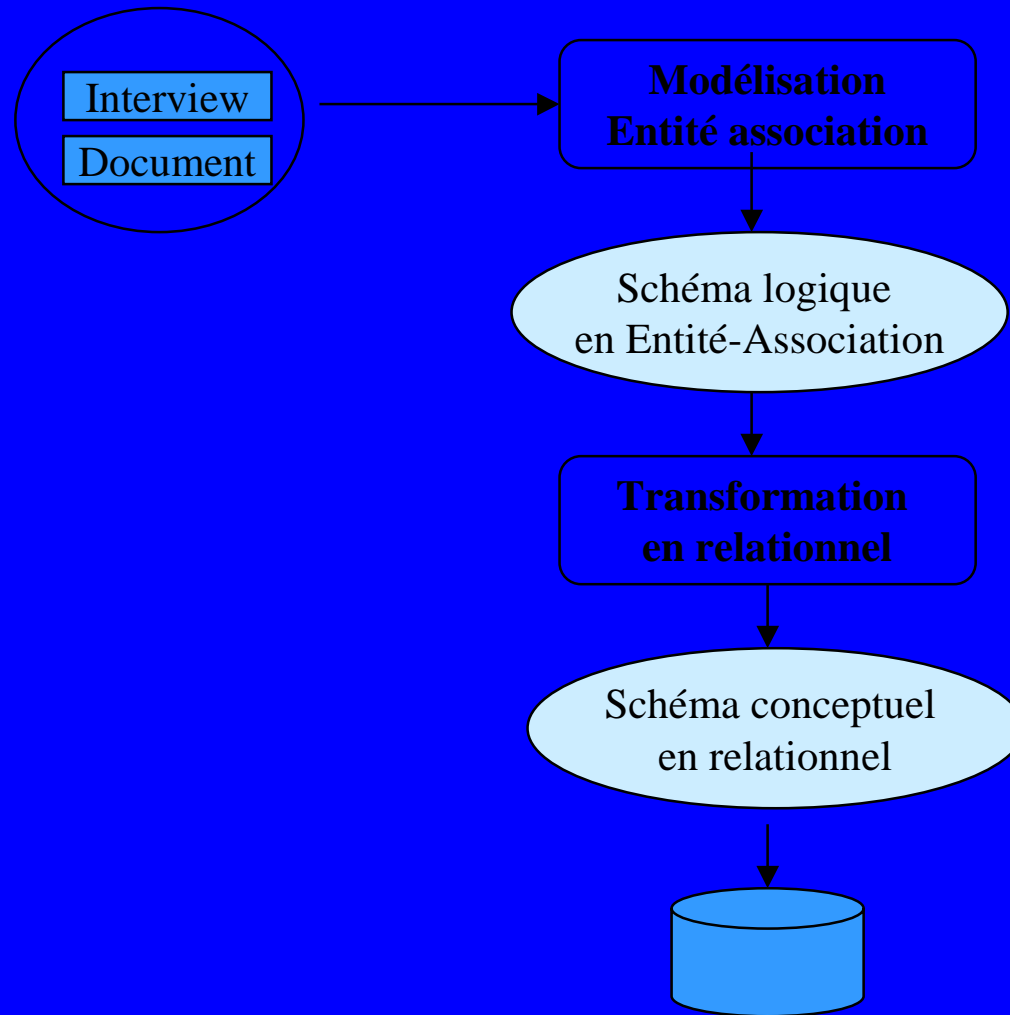 Interview
Document
Modélisation
Entité association
Schéma logique
en Entité-Association
Transformation
en relationnel
Schéma conceptuel
en relationnel